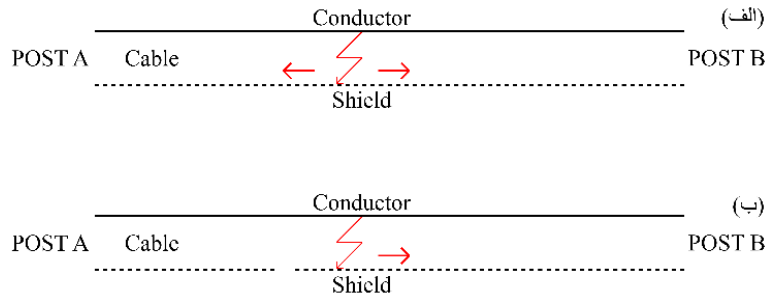 Conductor (الف)
POST A Cable POST B
Shield
Conductor (ب)
POST A Cable POST B
Shield